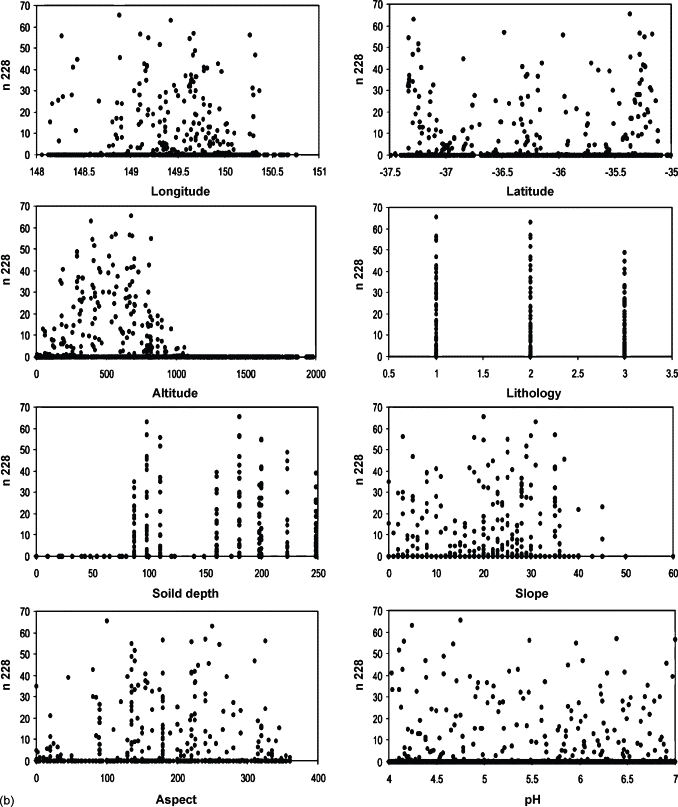 70
60
50
40
30
20
10
0
n 228
148 148.5 149 149.5 150 150.5 151
Longitude
70
60
50
40
30
20
10
0
n 228
-37.5 -37 -36.5 -36 -35.5 -35
Latitude
70
60
50
40
30
20
10
0
n 228
0 500 1000 1500 2000
Altitude
70
60
50
40
30
20
10
0
n 228
0.5 1 1.5 2 2.5 3 3.5
Lithology
70
60
50
40
30
20
10
0
n 228
0 50 100 150 200 250
Soild depth
70
60
50
40
30
20
10
0
n 228
0 10 20 30 40 50 60
Slope
70
60
50
40
30
20
10
0
n 228
0 100 200 300 400
Aspect
70
60
50
40
30
20
10
0
n 228
4 4.5 5 5.5 6 6.5 7
pH
(b)